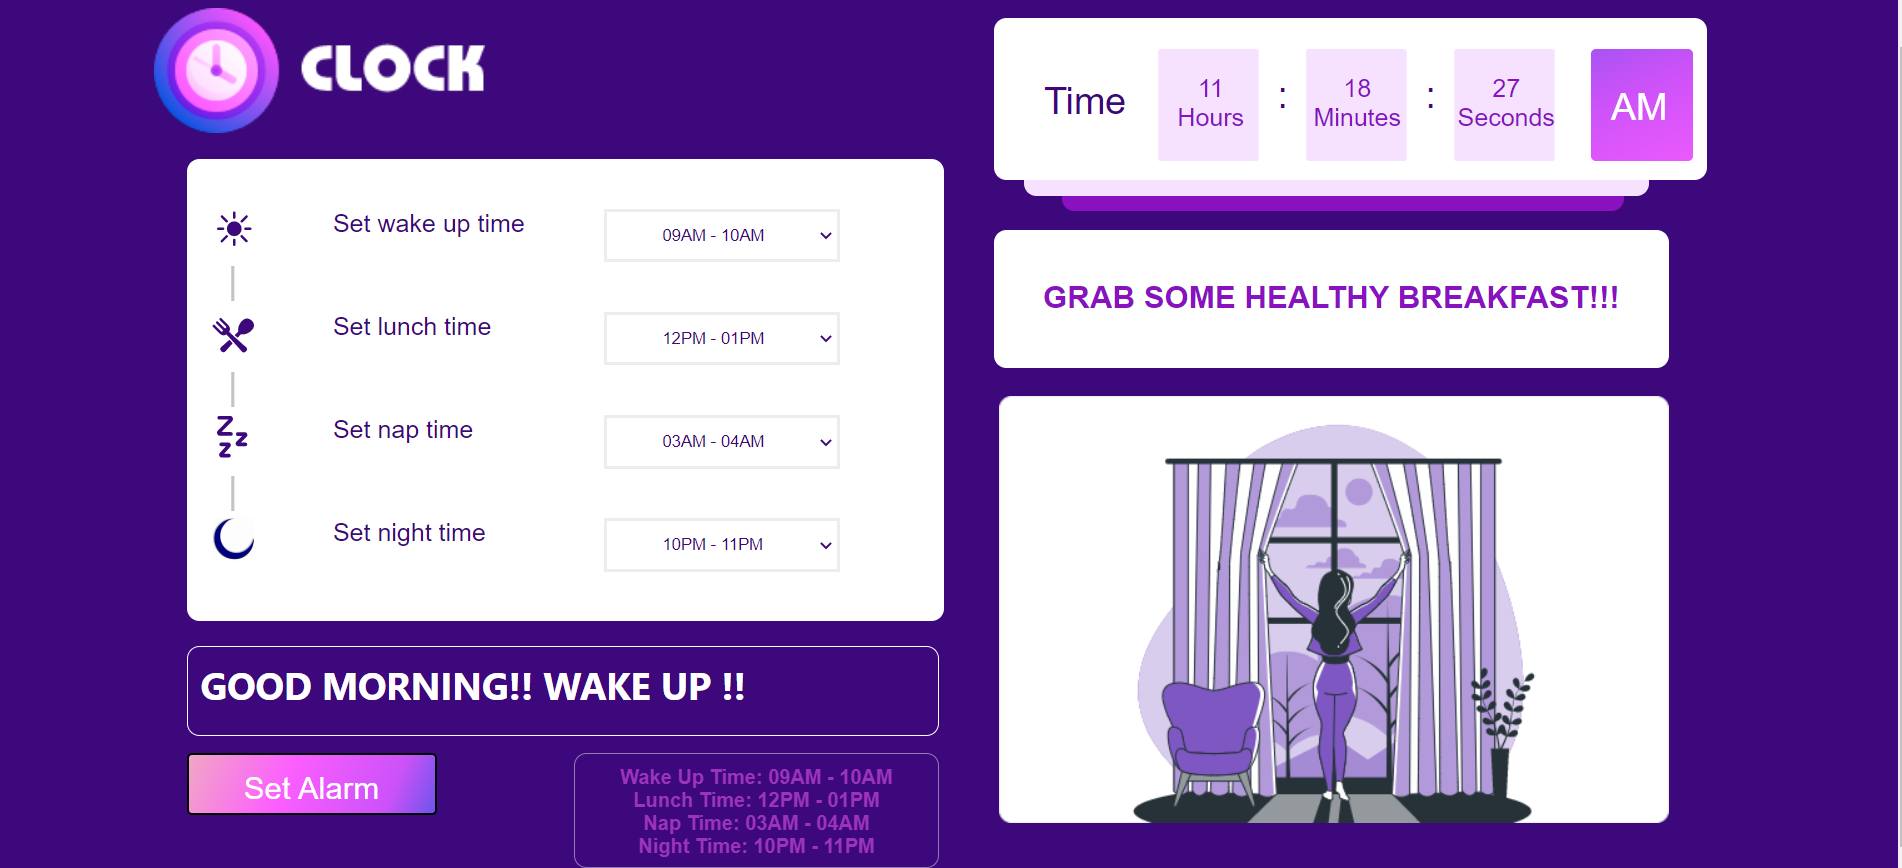 CLOCK
Time
11
Hours
:
18
Minutes
:
27
Seconds
AM
Set wake up time
09AM - 10AM
Set lunch time
12PM - 01PM
Set nap time
03AM - 04AM
Set night time
10PM - 11PM
GOOD MORNING!! WAKE UP !!
Set Alarm
Wake Up Time: 09AM - 10AM
Lunch Time: 12PM - 01PM
Nap Time: 03AM - 04AM
Night Time: 10PM - 11PM
GRAB SOME HEALTHY BREAKFAST!!!